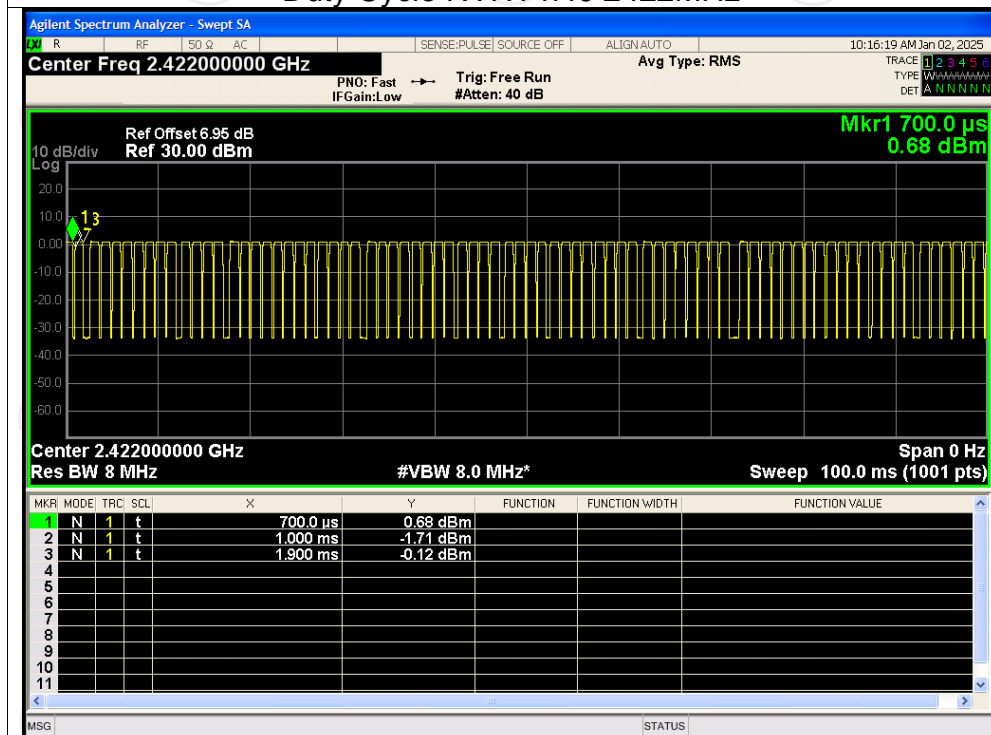 Agilent Spectrum Analyzer - Swept SA
LXI R RF 50 Ω AC SENSE:PULSE SOURCE OFF ALIGN AUTO 10:16:19 AM Jan 02, 2025
Center Freq 2.422000000 GHz Avg Type: RMS TRACE 1 2 3 4 5 6
PNO: Fast Trig: Free Run TYPE
IFGain:Low #Atten: 40 dB DET A N N N N N
Mkr1 700.0 µs
Ref Offset 6.95 dB
10 dB/div Ref 30.00 dBm 0.68 dBm
Log
20.0
10.0
1 3
0.00
-10.0
-20.0
-30.0
-40.0
-50.0
-60.0
Center 2.422000000 GHz Span 0 Hz
Res BW 8 MHz #VBW 8.0 MHz* Sweep 100.0 ms (1001 pts)
MKR MODE TRC SCL X Y FUNCTION FUNCTION WIDTH FUNCTION VALUE
1 N 1 t 700.0 µs 0.68 dBm
2 N 1 t 1.000 ms -1.71 dBm
3 N 1 t 1.900 ms -0.12 dBm
4
5
6
7
8
9
10
11
MSG STATUS